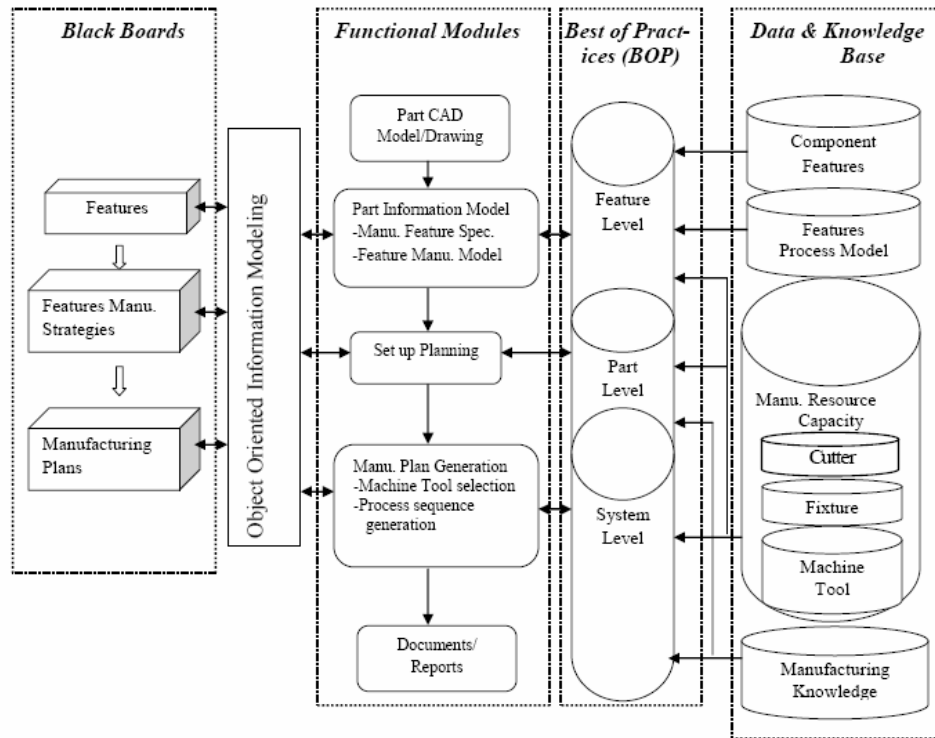 Black Boards
Features
Features Manu.
Strategies
Manufacturing
Plans
Object Oriented Information Modeling
Functional Modules
Part CAD
Model/Drawing
Part Information Model
-Manu. Feature Spec.
-Feature Manu. Model
Set up Planning
Manu. Plan Generation
-Machine Tool selection
-Process sequence
generation
Documents/
Reports
Best of Pract-
ices (BOP)
Feature
Level
Part
Level
System
Level
Data & Knowledge
Base
Component
Features
Features
Process Model
Manu. Resource
Capacity
Cutter
Fixture
Machine
Tool
Manufacturing
Knowledge